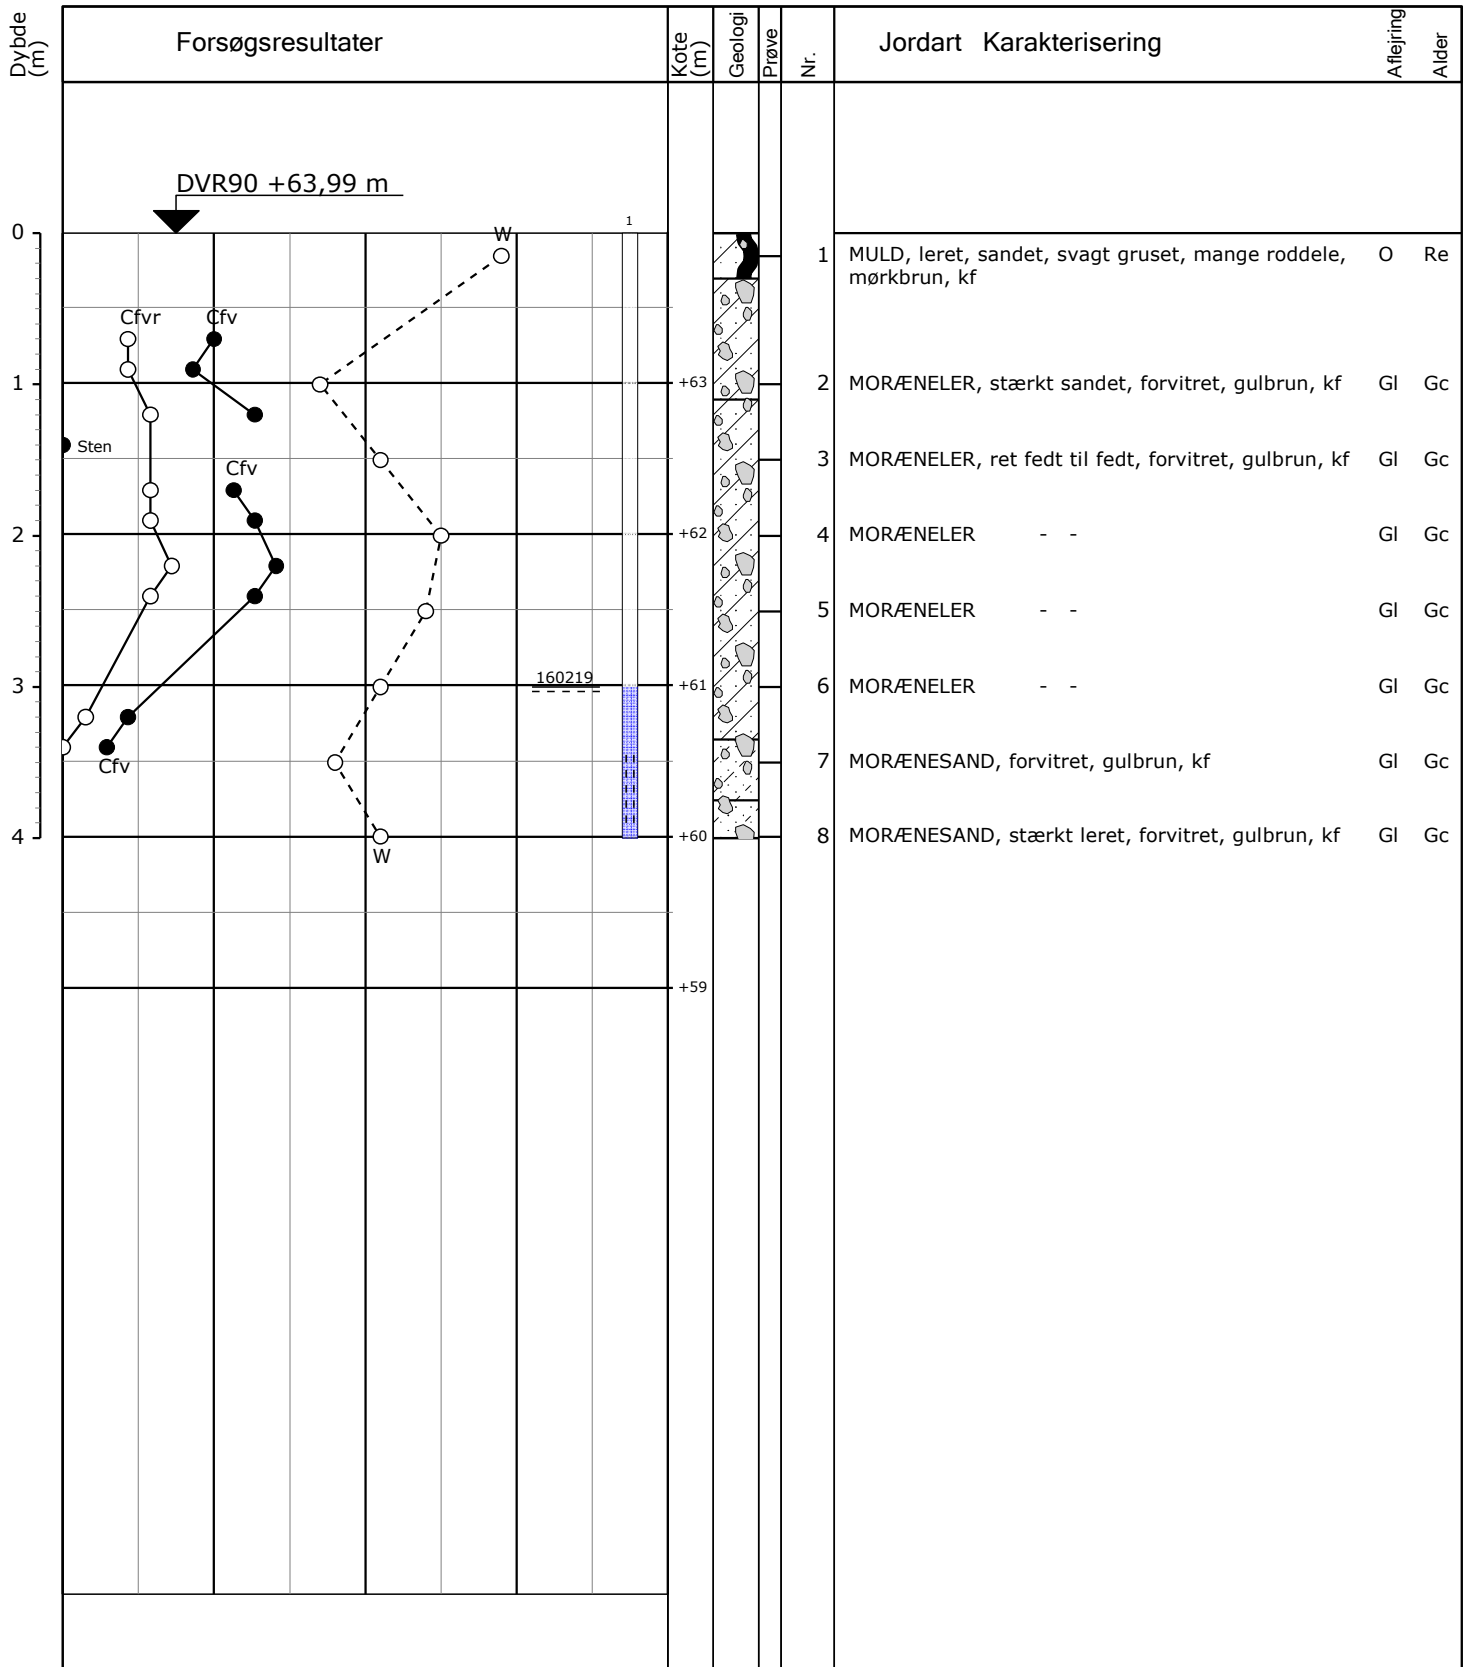 Dybde (m)
Forsøgsresultater
Kote (m)
Geologi
Prøve
Nr.
Jordart Karakterisering
Aflejring
Alder
DVR90 +63,99 m
0
W
1
1 MULD, leret, sandet, svagt gruset, mange roddele, O Re
mørkbrun, kf
Cfvr
Cfv
1
+63
2 MORÆNELER, stærkt sandet, forvitret, gulbrun, kf Gl Gc
Sten
Cfv
3 MORÆNELER, ret fedt til fedt, forvitret, gulbrun, kf Gl Gc
2
+62
4 MORÆNELER - - Gl Gc
5 MORÆNELER - - Gl Gc
160219
3
+61
6 MORÆNELER - - Gl Gc
Cfv
7 MORÆNESAND, forvitret, gulbrun, kf Gl Gc
4
W
+60
8 MORÆNESAND, stærkt leret, forvitret, gulbrun, kf Gl Gc
+59